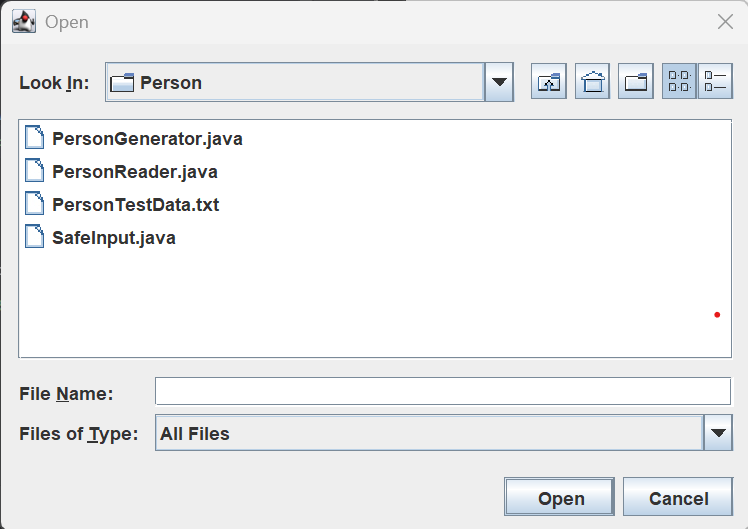 Open
Look In: Person
PersonGenerator.java
PersonReader.java
PersonTestData.txt
SafeInput.java
File Name:
Files of Type: All Files
Open Cancel